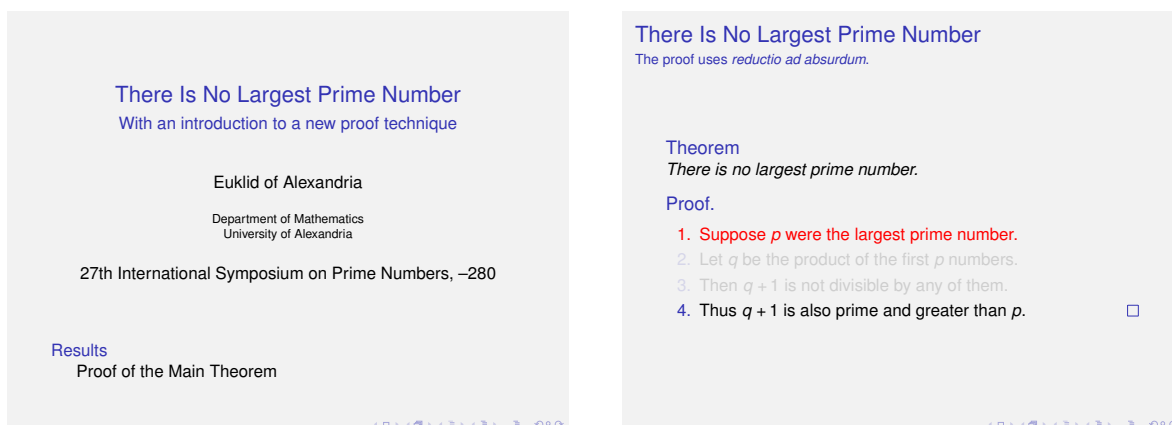 There Is No Largest Prime Number
With an introduction to a new proof technique
Euklid of Alexandria
Department of Mathematics
University of Alexandria
27th International Symposium on Prime Numbers, –280
Results
Proof of the Main Theorem
There Is No Largest Prime Number
The proof uses reductio ad absurdum.
Theorem
There is no largest prime number.
Proof.
1. Suppose p were the largest prime number.
2. Let q be the product of the first p numbers.
3. Then q + 1 is not divisible by any of them.
4. Thus q + 1 is also prime and greater than p.